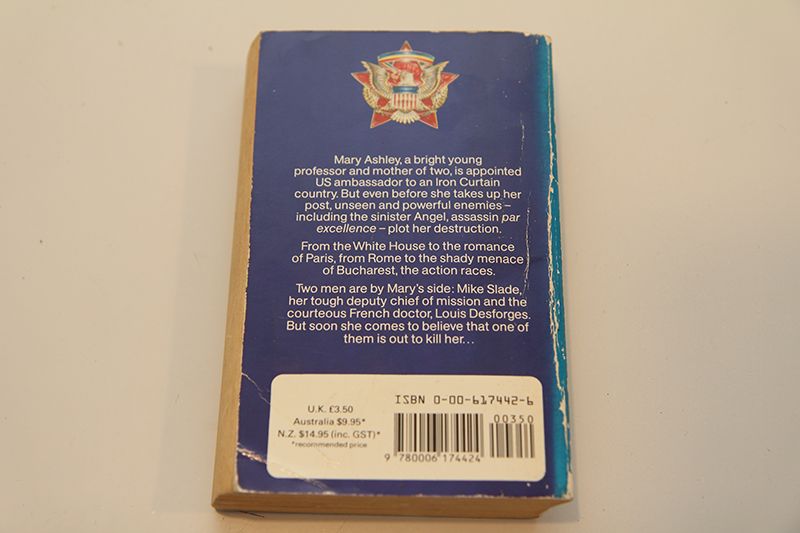 Mary Ashley, a bright young
professor and mother of two, is appointed
US ambassador to an Iron Curtain
country. But even before she takes up her
post, unseen and powerful enemies –
including the sinister Angel, assassin par
excellence – plot her destruction.
From the White House to the romance
of Paris, from Rome to the shady menace
of Bucharest, the action races.
Two men are by Mary's side: Mike Slade,
her tough deputy chief of mission and the
courteous French doctor, Louis Desforges.
But soon she comes to believe that one of
them is out to kill her...
U.K. £3.50
Australia $9.95*
N.Z. $14.95 (inc. GST)*
*recommended price
ISBN 0-00-617442-6
00350
9 780006 174424